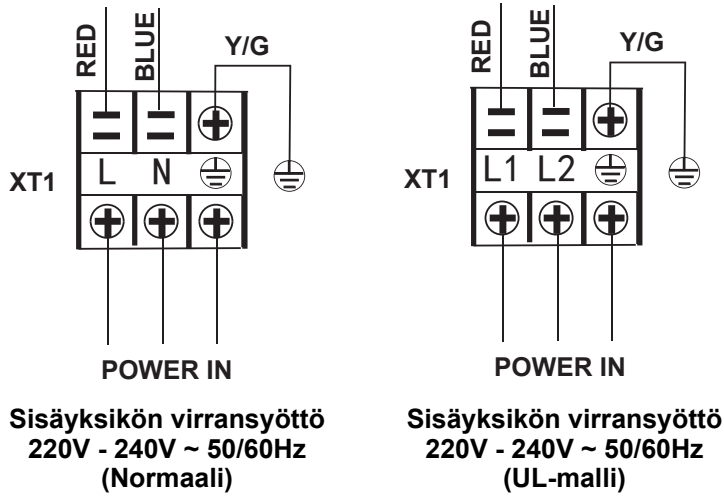 RED
BLUE
Y/G
XT1
L N
POWER IN
Sisäyksikön virransyöttö
220V - 240V ~ 50/60Hz
(Normaali)
RED
BLUE
Y/G
XT1
L1 L2
POWER IN
Sisäyksikön virransyöttö
220V - 240V ~ 50/60Hz
(UL-malli)